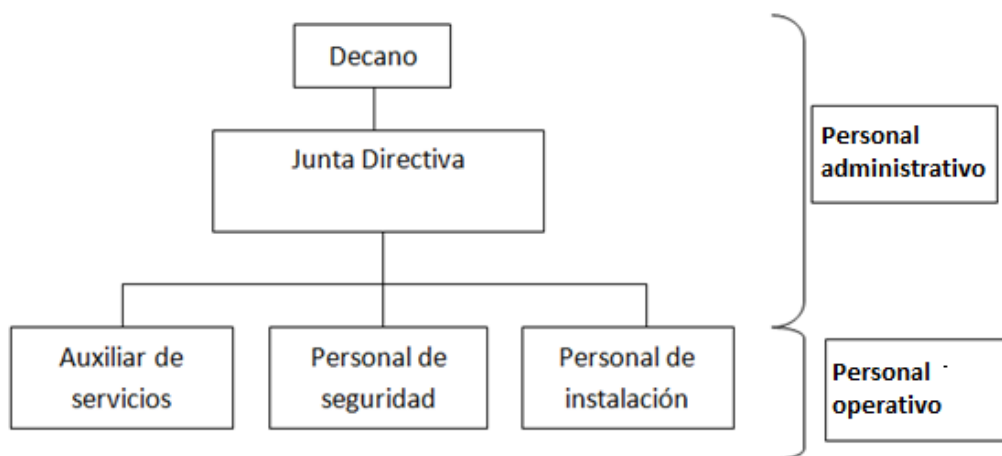 Decano
Junta Directiva
Personal
administrativo
Auxiliar de
servicios
Personal de
seguridad
Personal de
instalación
Personal
operativo